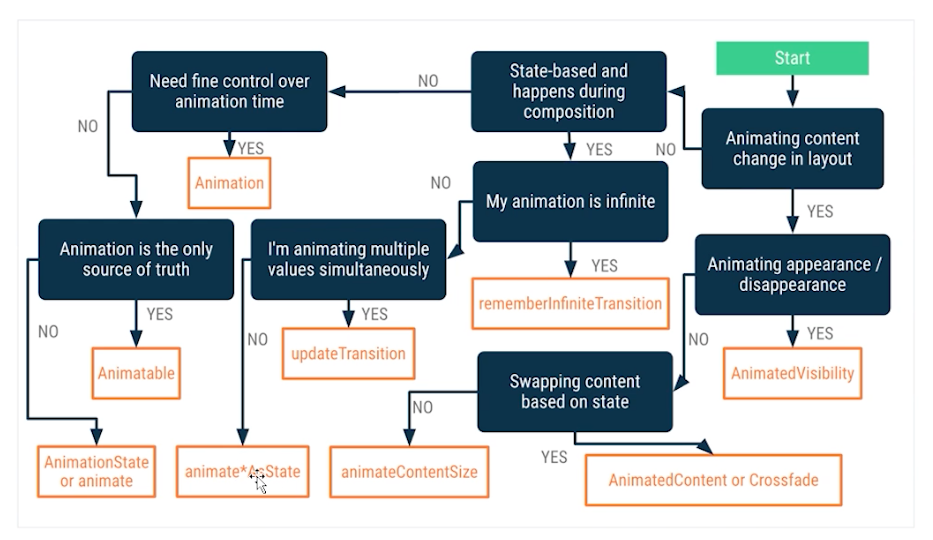 Start
Need fine control over
animation time
NO
State-based and
happens during
composition
Animating content
change in layout
NO
YES
YES
NO
Animation
NO
My animation is infinite
YES
Animation is the only
source of truth
I'm animating multiple
values simultaneously
YES
Animating appearance /
disappearance
rememberInfiniteTransition
NO
YES
NO
YES
updateTransition
NO
YES
Animatable
Swapping content
based on state
AnimatedVisibility
NO
YES
AnimationState
or animate
animate*AsState
animateContentSize
AnimatedContent or Crossfade